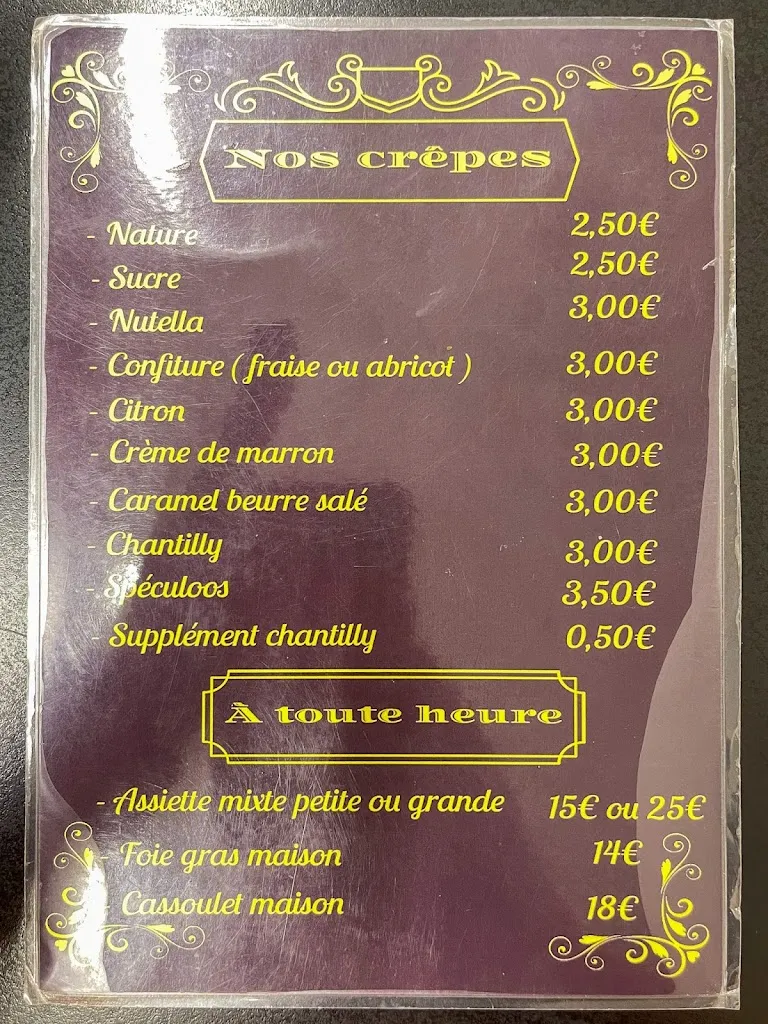 Nos crêpes
- Nature 2,50€
- Sucre 2,50€
- Nutella 3,00€
- Confiture ( fraise ou abricot ) 3,00€
- Citron 3,00€
- Crème de marron 3,00€
- Caramel beurre salé 3,00€
- Chantilly 3,00€
- Spéculoos 3,50€
- Supplément chantilly 0,50€
À toute heure
- Assiette mixte petite ou grande 15€ ou 25€
- Foie gras maison 14€
- Cassoulet maison 18€